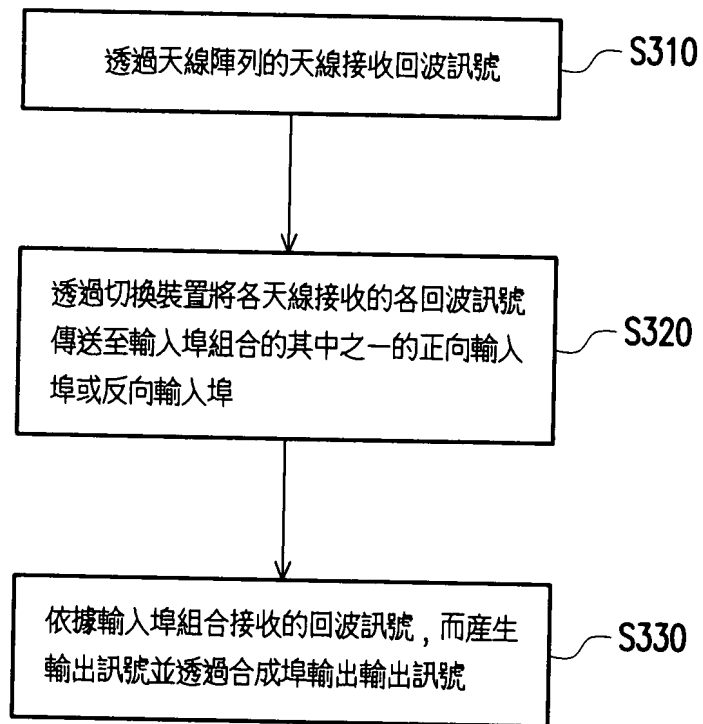 透過天線陣列的天線接收回波訊號
S310
透過切換裝置將各天線接收的各回波訊號
傳送至輸入埠組合的其中之一的正向輸入
埠或反向輸入埠
S320
依據輸入埠組合接收的回波訊號,而產生
輸出訊號並透過合成埠輸出輸出訊號
S330